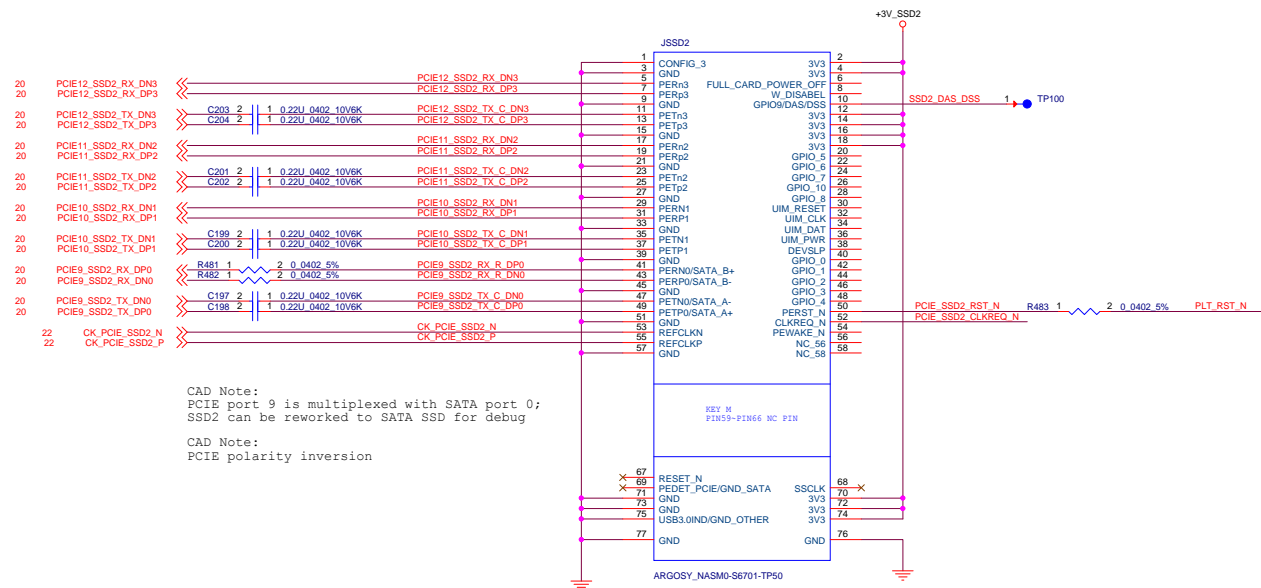 +3V_SSD2
JSSD2
1 CONFIG_3 3V3 2
3 GND 3V3 4
20 PCIE12_SSD2_RX_DN3 PCIE12_SSD2_RX_DN3 5 PERn3 FULL_CARD_POWER_OFF 6
20 PCIE12_SSD2_RX_DP3 PCIE12_SSD2_RX_DP3 7 PERp3 W_DISABEL 8
9 GND GPIO9/DAS/DSS 10 SSD2_DAS_DSS 1 TP100
20 PCIE12_SSD2_TX_DN3 C203 2 1 0.22U_0402_10V6K PCIE12_SSD2_TX_C_DN3 11 PETn3 3V3 12
20 PCIE12_SSD2_TX_DP3 C204 2 1 0.22U_0402_10V6K PCIE12_SSD2_TX_C_DP3 13 PETp3 3V3 14
15 GND 3V3 16
20 PCIE11_SSD2_RX_DN2 PCIE11_SSD2_RX_DN2 17 PERn2 3V3 18
20 PCIE11_SSD2_RX_DP2 PCIE11_SSD2_RX_DP2 19 PERp2 GPIO_5 20
21 GND GPIO_6 22
20 PCIE11_SSD2_TX_DN2 C201 2 1 0.22U_0402_10V6K PCIE11_SSD2_TX_C_DN2 23 PETn2 GPIO_7 24
20 PCIE11_SSD2_TX_DP2 C202 2 1 0.22U_0402_10V6K PCIE11_SSD2_TX_C_DP2 25 PETp2 GPIO_10 26
27 GND GPIO_8 28
20 PCIE10_SSD2_RX_DN1 PCIE10_SSD2_RX_DN1 29 PERN1 UIM_RESET 30
20 PCIE10_SSD2_RX_DP1 PCIE10_SSD2_RX_DP1 31 PERP1 UIM_CLK 32
33 GND UIM_DAT 34
20 PCIE10_SSD2_TX_DN1 C199 2 1 0.22U_0402_10V6K PCIE10_SSD2_TX_C_DN1 35 PETN1 UIM_PWR 36
20 PCIE10_SSD2_TX_DP1 C200 2 1 0.22U_0402_10V6K PCIE10_SSD2_TX_C_DP1 37 PETP1 DEVSLP 38
39 GND GPIO_0 40
20 PCIE9_SSD2_RX_DP0 R481 1 2 0_0402_5% PCIE9_SSD2_RX_R_DP0 41 PERN0/SATA_B+ GPIO_1 42
20 PCIE9_SSD2_RX_DN0 R482 1 2 0_0402_5% PCIE9_SSD2_RX_R_DN0 43 PERP0/SATA_B- GPIO_2 44
45 GND GPIO_3 46
20 PCIE9_SSD2_TX_DN0 C197 2 1 0.22U_0402_10V6K PCIE9_SSD2_TX_C_DN0 47 PETN0/SATA_A- GPIO_4 48
20 PCIE9_SSD2_TX_DP0 C198 2 1 0.22U_0402_10V6K PCIE9_SSD2_TX_C_DP0 49 PETP0/SATA_A+ PERST_N 50 PCIE_SSD2_RST_N R483 1 2 0_0402_5% PLT_RST_N
51 GND CLKREQ_N 52 PCIE_SSD2_CLKREQ_N
22 CK_PCIE_SSD2_N CK_PCIE_SSD2_N 53 REFCLKN PEWAKE_N 54
22 CK_PCIE_SSD2_P CK_PCIE_SSD2_P 55 REFCLKP NC_56 56
57 GND NC_58 58
CAD Note:
PCIE port 9 is multiplexed with SATA port 0;
SSD2 can be reworked to SATA SSD for debug
CAD Note:
PCIE polarity inversion
KEY M
PIN59-PIN66 NC PIN
67 RESET_N
69 PEDET_PCIE/GND_SATA SSCLK 68
71 GND 3V3 70
73 GND 3V3 72
75 USB3.0IND/GND_OTHER 3V3 74
77 GND GND 76
ARGOSY_NASM0-S6701-TP50